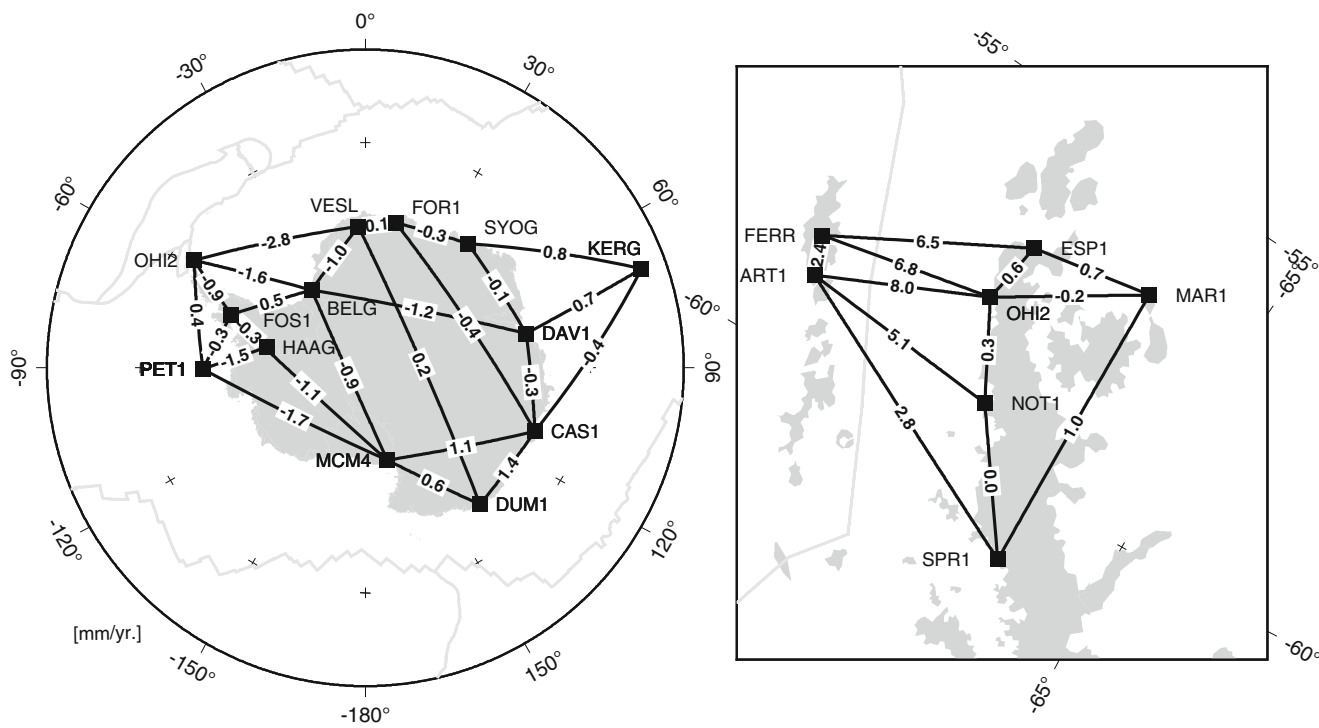 0°
-30°
30°
-60°
60°
-90°
90°
-120°
120°
-150°
150°
-180°
[mm/yr.]
VESL
FOR1
SYOG
KERG
OHI2
BELG
FOS1
HAAG
DAV1
PET1
CAS1
MCM4
DUM1
-2.8
0.1
-0.3
0.8
-1.0
-1.6
-0.9
0.5
0.4
-0.1
0.7
-1.2
-0.4
-0.4
-0.3
-0.3
-1.5
-0.9
0.2
-0.3
-1.1
-1.7
1.1
1.4
0.6
-55°
-55°
-65°
-60°
-60°
-65°
FERR
ESP1
ART1
MAR1
OHI2
NOT1
SPR1
6.5
2.4
6.8
0.6
0.7
8.0
-0.2
5.1
0.3
2.8
1.0
0.0